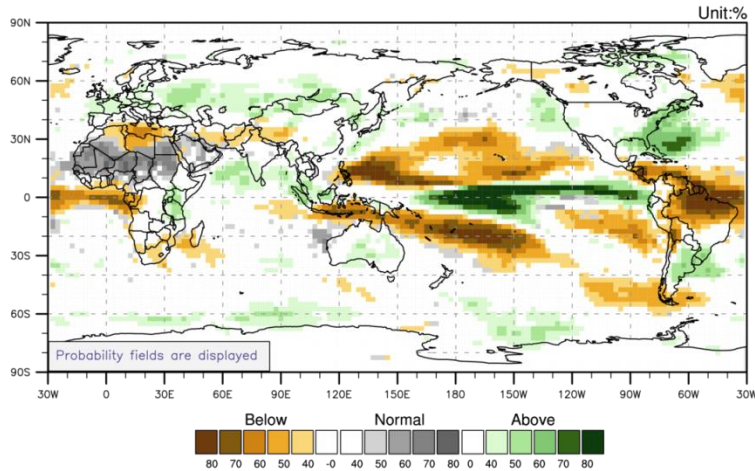 Unit:%
90N
60N
30N
0
30S
60S
90S
Probability fields are displayed
30W 0 30E 60E 90E 120E 150E 180 150W 120W 90W 60W 30W
Below Normal Above
80 70 60 50 40 -0 40 50 60 70 80 0 40 50 60 70 80